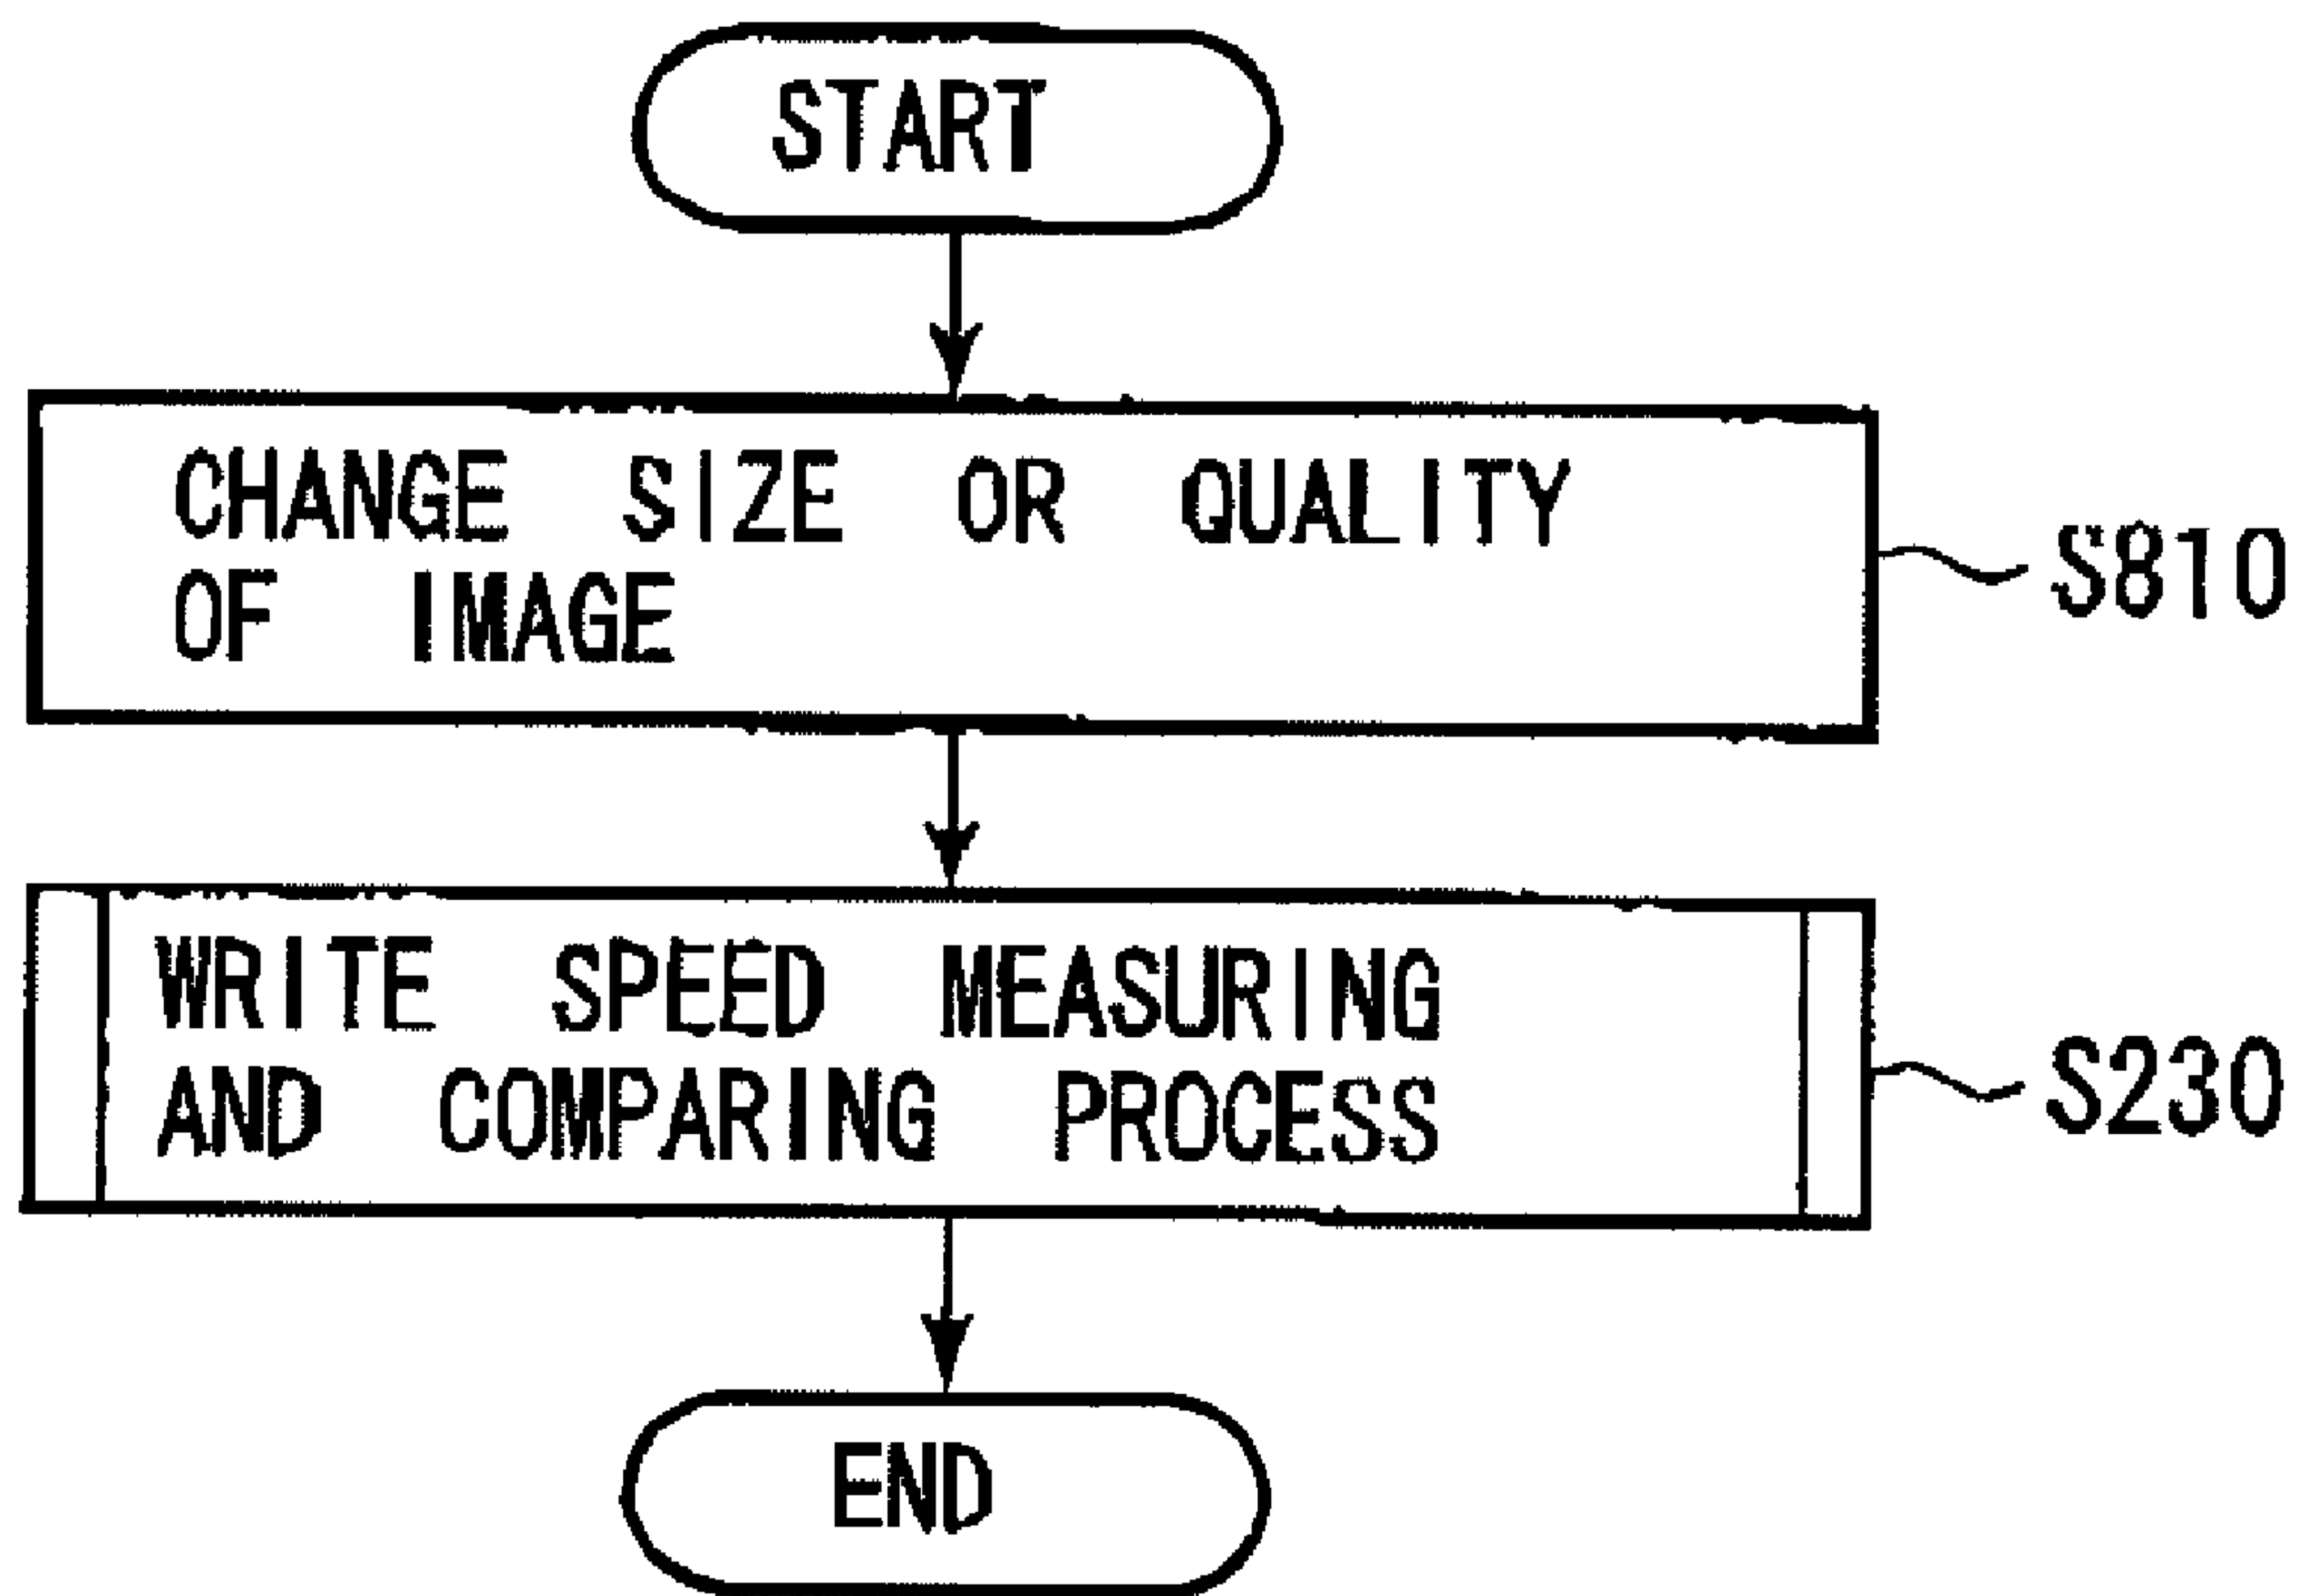 START
CHANGE SIZE OR QUALITY
OF IMAGE
S810
WRITE SPEED MEASURING
AND COMPARING PROCESS
S230
END